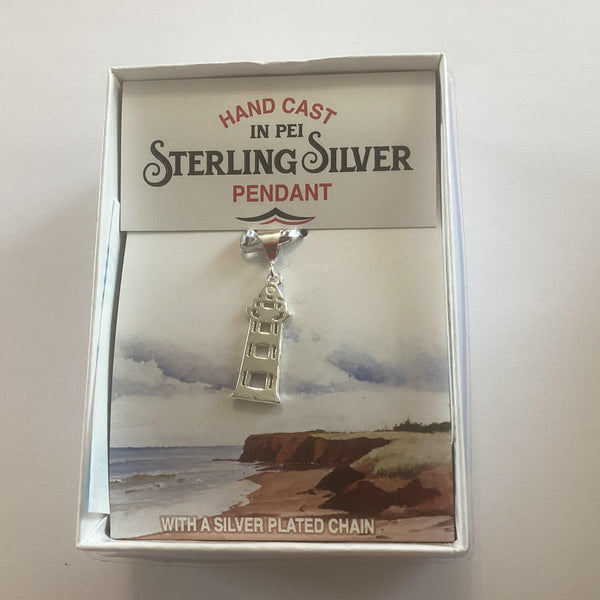 HAND CAST
IN PEI
STERLING SILVER
PENDANT
WITH A SILVER PLATED CHAIN